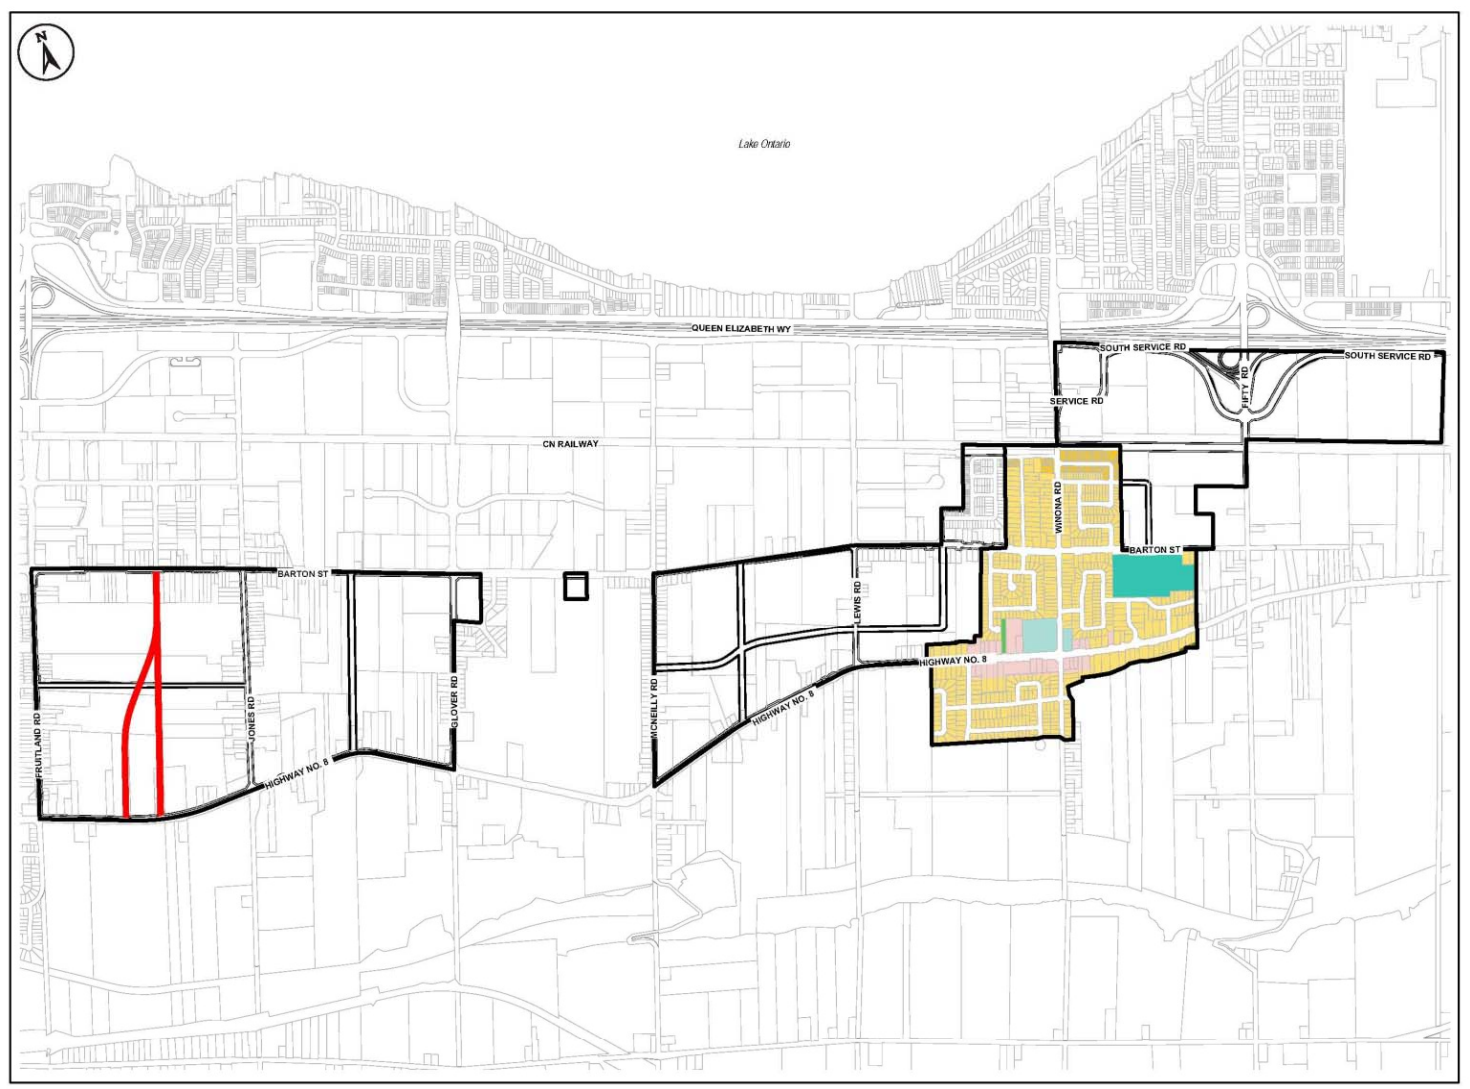 N
Lake Ontario
QUEEN ELIZABETH WY
SOUTH SERVICE RD
SOUTH SERVICE RD
FIFTY RD
SERVICE RD
CN RAILWAY
WINONA RD
BARTON ST
BARTON ST
LEWIS RD
HIGHWAY NO. 8
GLOVER RD
MCNEILLY RD
HIGHWAY NO. 8
JONES RD
FRUITLAND RD
HIGHWAY NO. 8